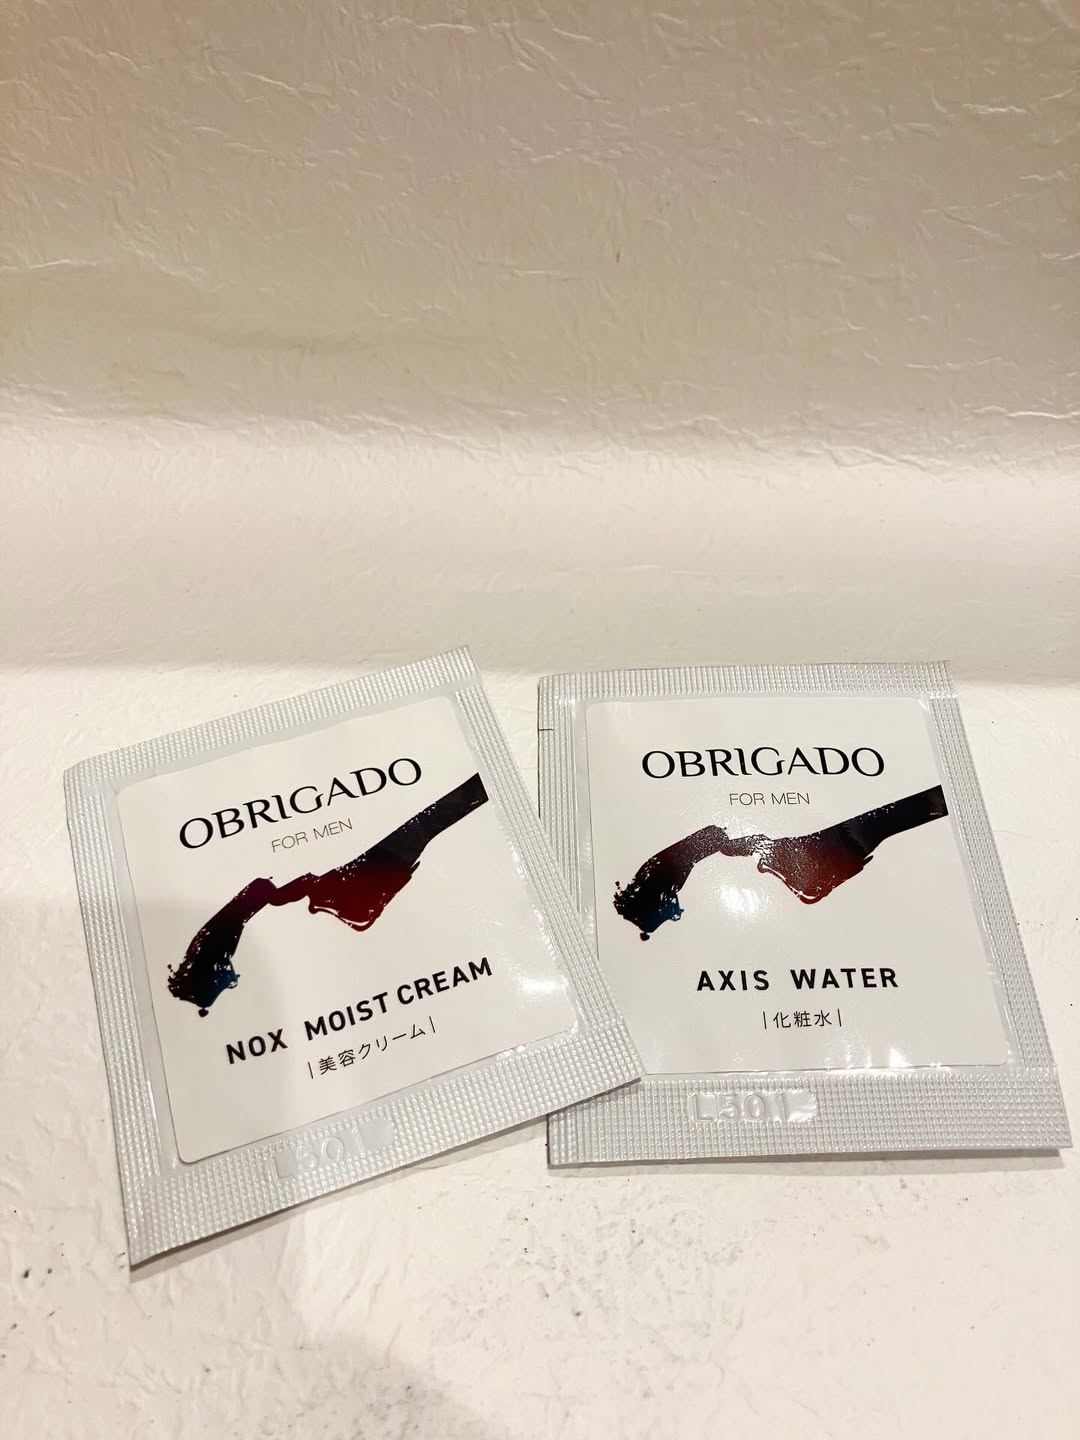 OBRIGADO
FOR MEN
NOX MOIST CREAM
|美容クリーム|
L501
OBRIGADO
FOR MEN
AXIS WATER
|化粧水|
L501